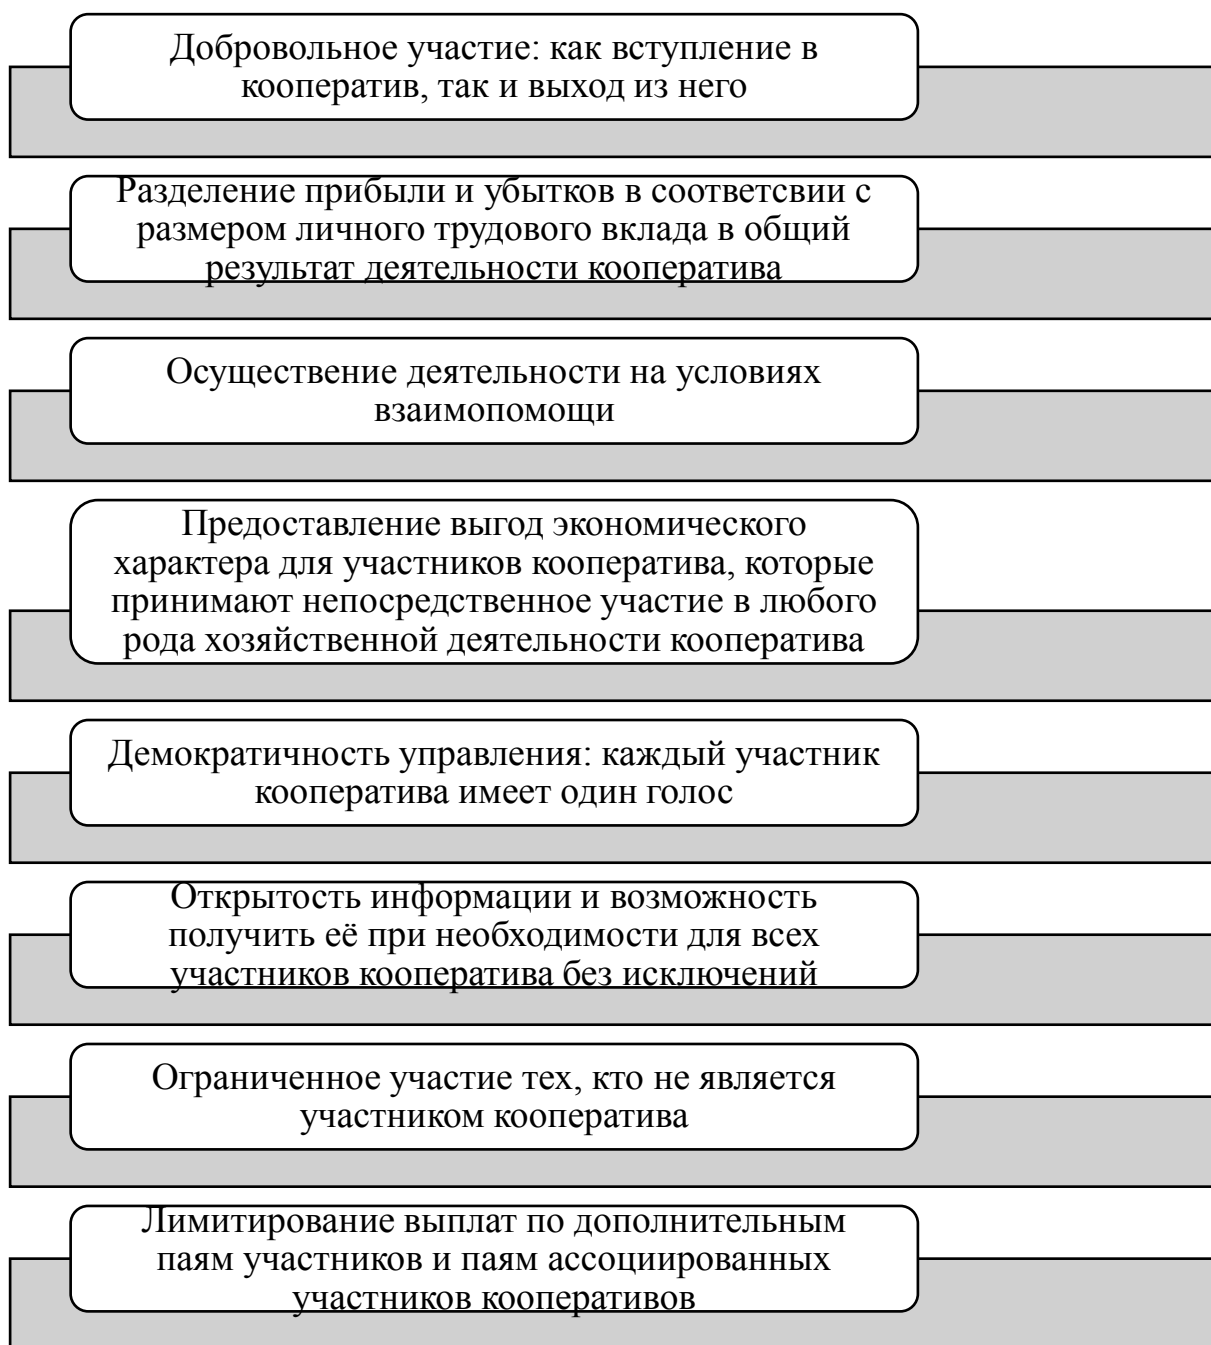 Добровольное участие: как вступление в
кооператив, так и выход из него
Разделение прибыли и убытков в соответсвии с
размером личного трудового вклада в общий
результат деятельности кооператива
Осуществение деятельности на условиях
взаимопомощи
Предоставление выгод экономического
характера для участников кооператива, которые
принимают непосредственное участие в любого
рода хозяйственной деятельности кооператива
Демократичность управления: каждый участник
кооператива имеет один голос
Открытость информации и возможность
получить её при необходимости для всех
участников кооператива без исключений
Ограниченное участие тех, кто не является
участником кооператива
Лимитирование выплат по дополнительным
паям участников и паям ассоциированных
участников кооперативов